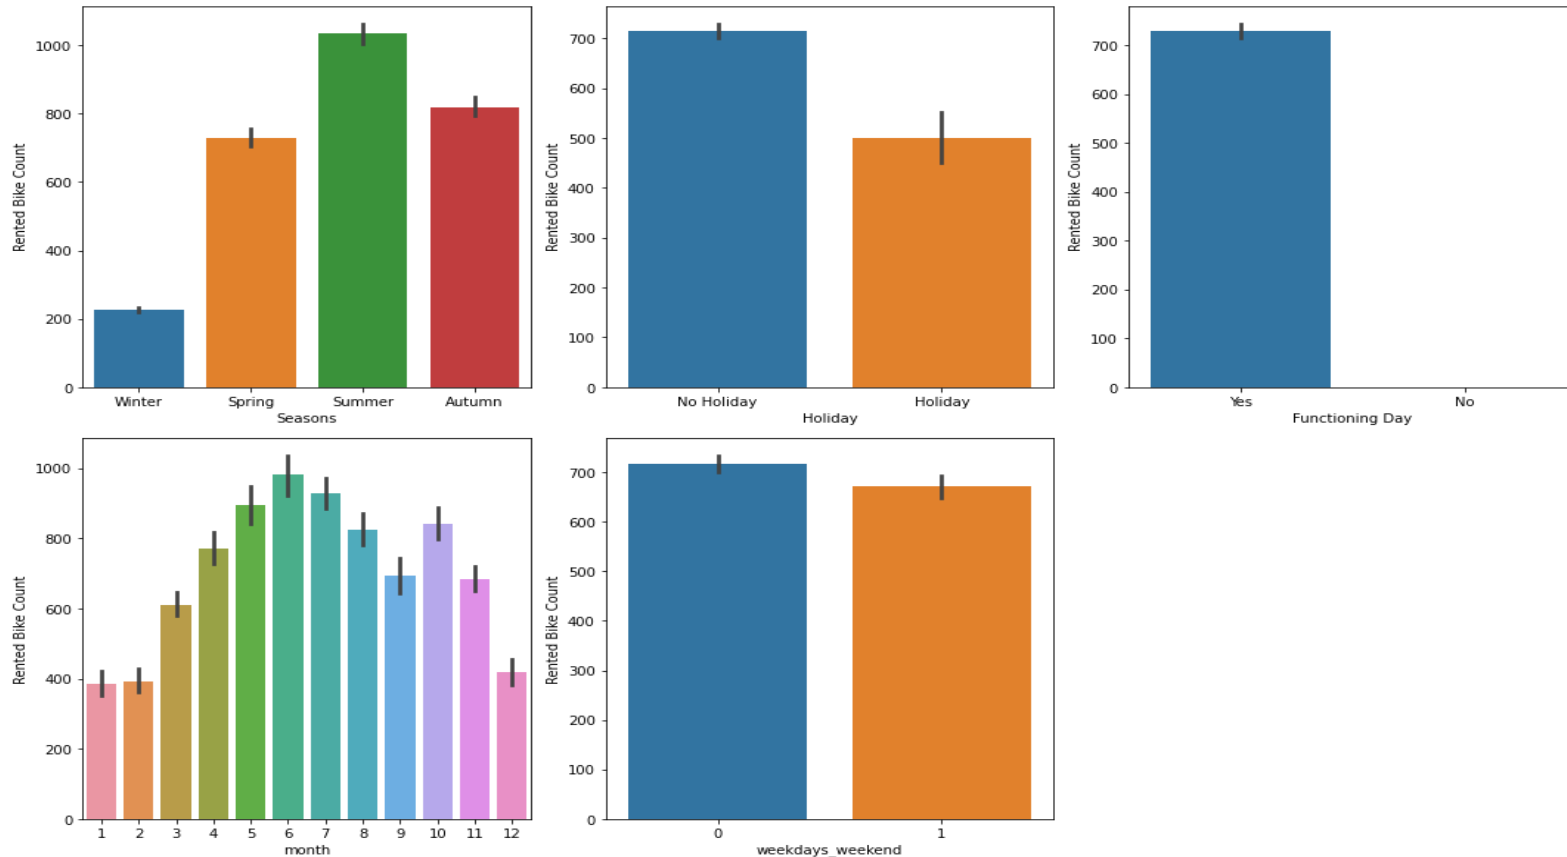 Rented Bike Count
1000
800
600
400
200
0
Winter Spring Summer Autumn
Seasons
Rented Bike Count
700
600
500
400
300
200
100
0
No Holiday Holiday
Holiday
Rented Bike Count
700
600
500
400
300
200
100
0
Yes No
Functioning Day
Rented Bike Count
1000
800
600
400
200
0
1 2 3 4 5 6 7 8 9 10 11 12
month
Rented Bike Count
700
600
500
400
300
200
100
0
0 1
weekdays_weekend